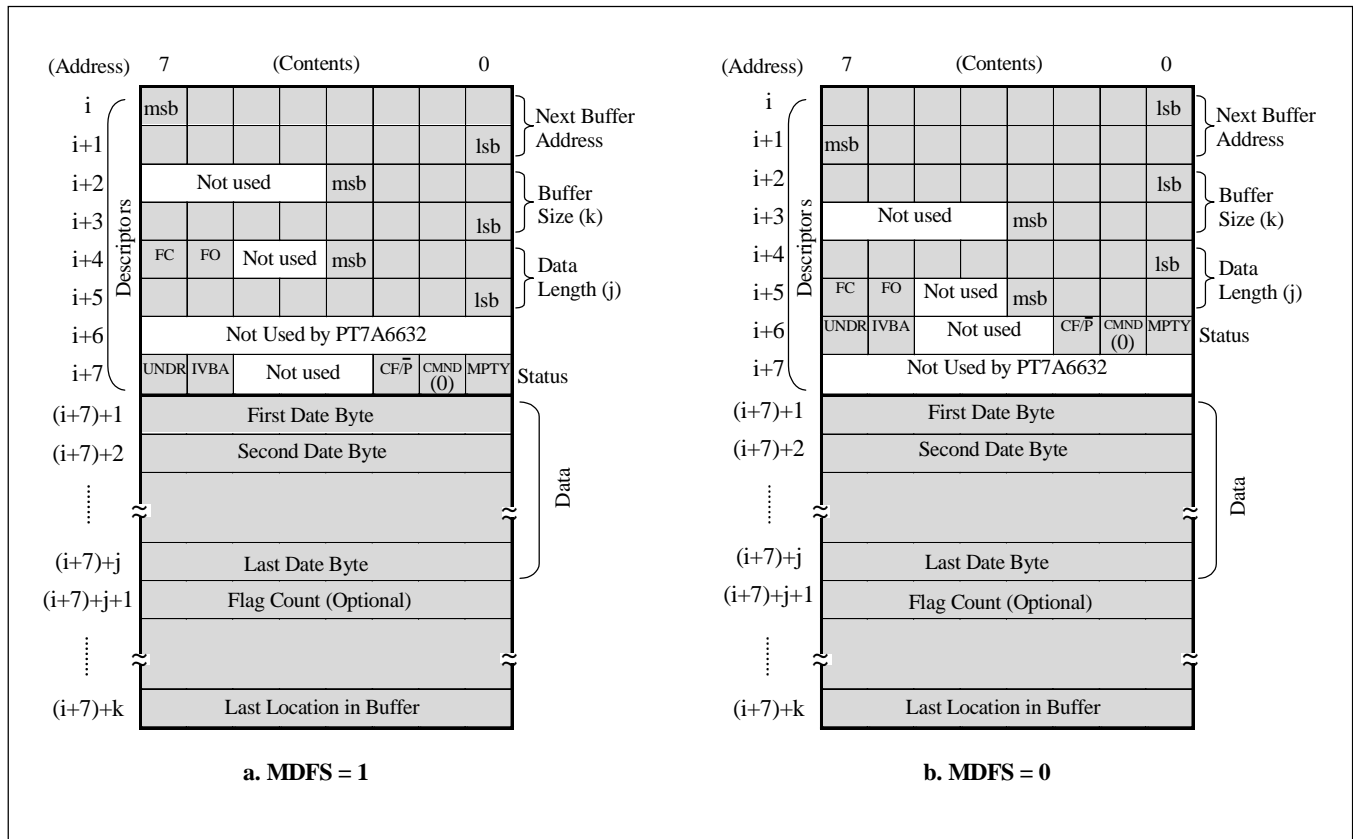 (Address) 7 (Contents) 0
i msb
i+1 lsb
Next Buffer
Address
i+2 Not used msb
i+3 lsb
Buffer
Size (k)
i+4 FC FO Not used msb
i+5 lsb
Data
Length (j)
i+6 Not Used by PT7A6632
i+7 UNDR IVBA Not used CF/P̅ CMND (0) MPTY Status
Descriptors
(i+7)+1 First Date Byte
(i+7)+2 Second Date Byte
........
(i+7)+j Last Date Byte
Data
(i+7)+j+1 Flag Count (Optional)
........
(i+7)+k Last Location in Buffer
a. MDFS = 1
(Address) 7 (Contents) 0
i lsb
i+1 msb
Next Buffer
Address
i+2 lsb
i+3 Not used msb
Buffer
Size (k)
i+4 lsb
i+5 FC FO Not used msb
Data
Length (j)
i+6 UNDR IVBA Not used CF/P̅ CMND (0) MPTY Status
i+7 Not Used by PT7A6632
Descriptors
(i+7)+1 First Date Byte
(i+7)+2 Second Date Byte
........
(i+7)+j Last Date Byte
Data
(i+7)+j+1 Flag Count (Optional)
........
(i+7)+k Last Location in Buffer
b. MDFS = 0